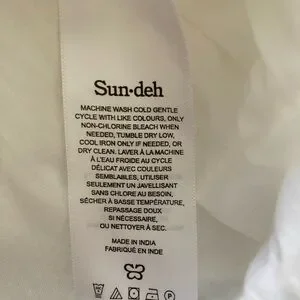 Sun·deh
MACHINE WASH COLD GENTLE
CYCLE WITH LIKE COLOURS, ONLY
NON-CHLORINE BLEACH WHEN
NEEDED, TUMBLE DRY LOW,
COOL IRON ONLY IF NEEDED, OR
DRY CLEAN. LAVER À LA MACHINE
À L'EAU FROIDE AU CYCLE
DÉLICAT AVEC COULEURS
SEMBLABLES, UTILISER
SEULEMENT UN JAVELLISANT
SANS CHLORE AU BESOIN,
SÉCHER À BASSE TEMPÉRATURE,
REPASSAGE DOUX
SI NÉCESSAIRE,
OU NETTOYER À SEC.
MADE IN INDIA
FABRIQUÉ EN INDE